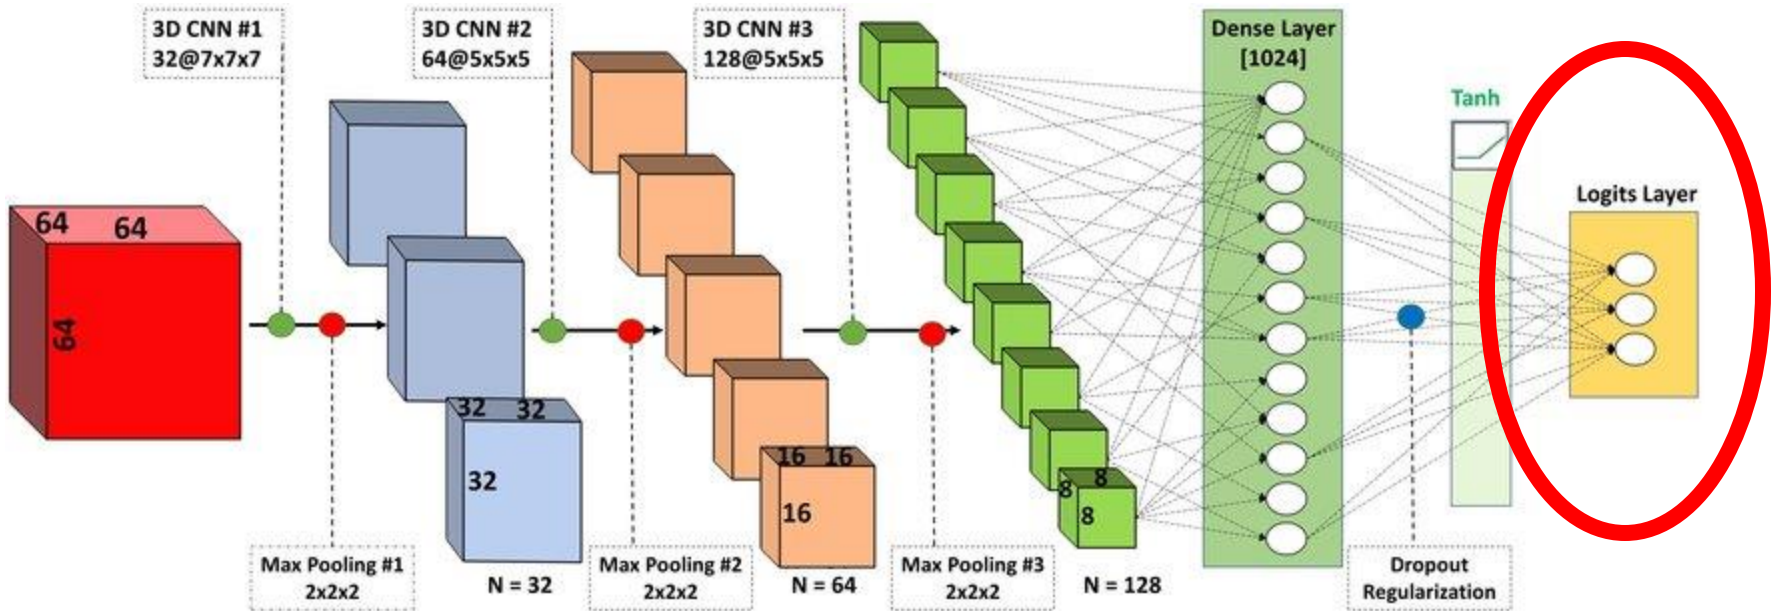 3D CNN #1
32@7x7x7
3D CNN #2
64@5x5x5
3D CNN #3
128@5x5x5
Dense Layer
[1024]
Tanh
Logits Layer
64
64
64
32
32
32
16
16
16
8
8
8
Max Pooling #1
2x2x2
N = 32
Max Pooling #2
2x2x2
N = 64
Max Pooling #3
2x2x2
N = 128
Dropout
Regularization